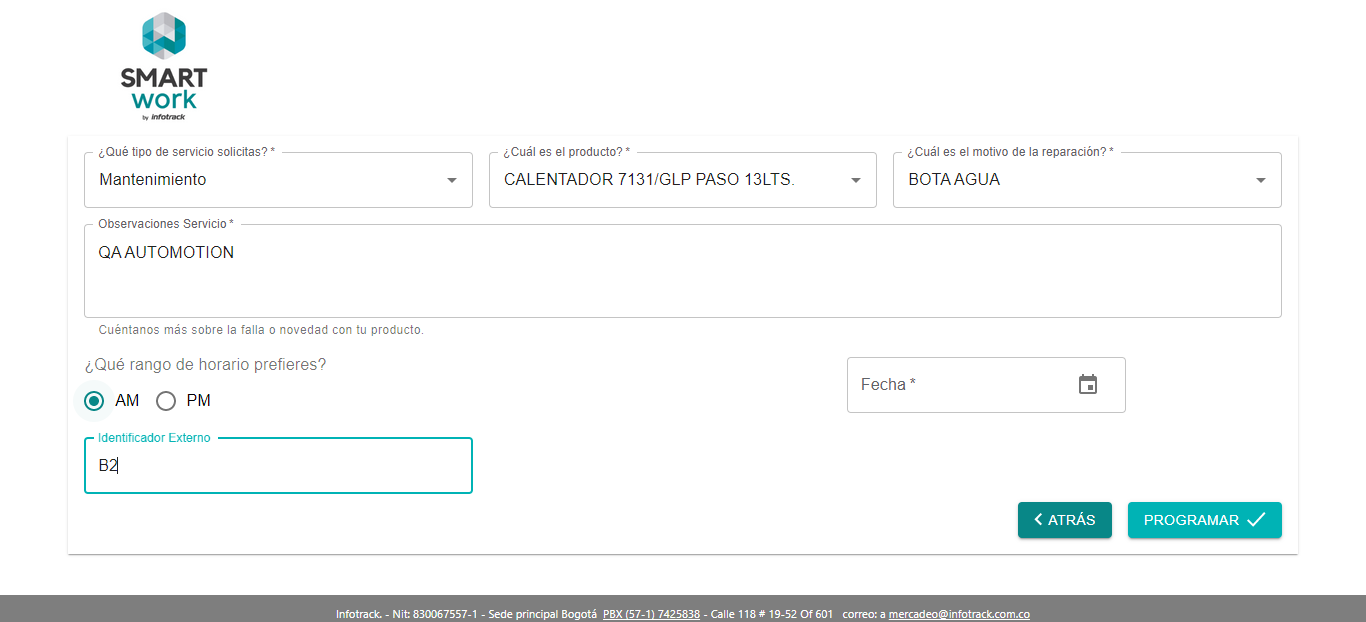 SMART
work
by infotrack
¿Qué tipo de servicio solicitas? *
Mantenimiento
¿Cuál es el producto? *
CALENTADOR 7131/GLP PASO 13LTS.
¿Cuál es el motivo de la reparación? *
BOTA AGUA
Observaciones Servicio *
QA AUTOMOTION
Cuéntanos más sobre la falla o novedad con tu producto.
¿Qué rango de horario prefieres?
AM
PM
Fecha *
Identificador Externo
B2
ATRÁS
PROGRAMAR
Infotrack. - Nit: 830067557-1 - Sede principal Bogotá PBX (57-1) 7425838 - Calle 118 # 19-52 Of 601 correo: a mercadeo@infotrack.com.co